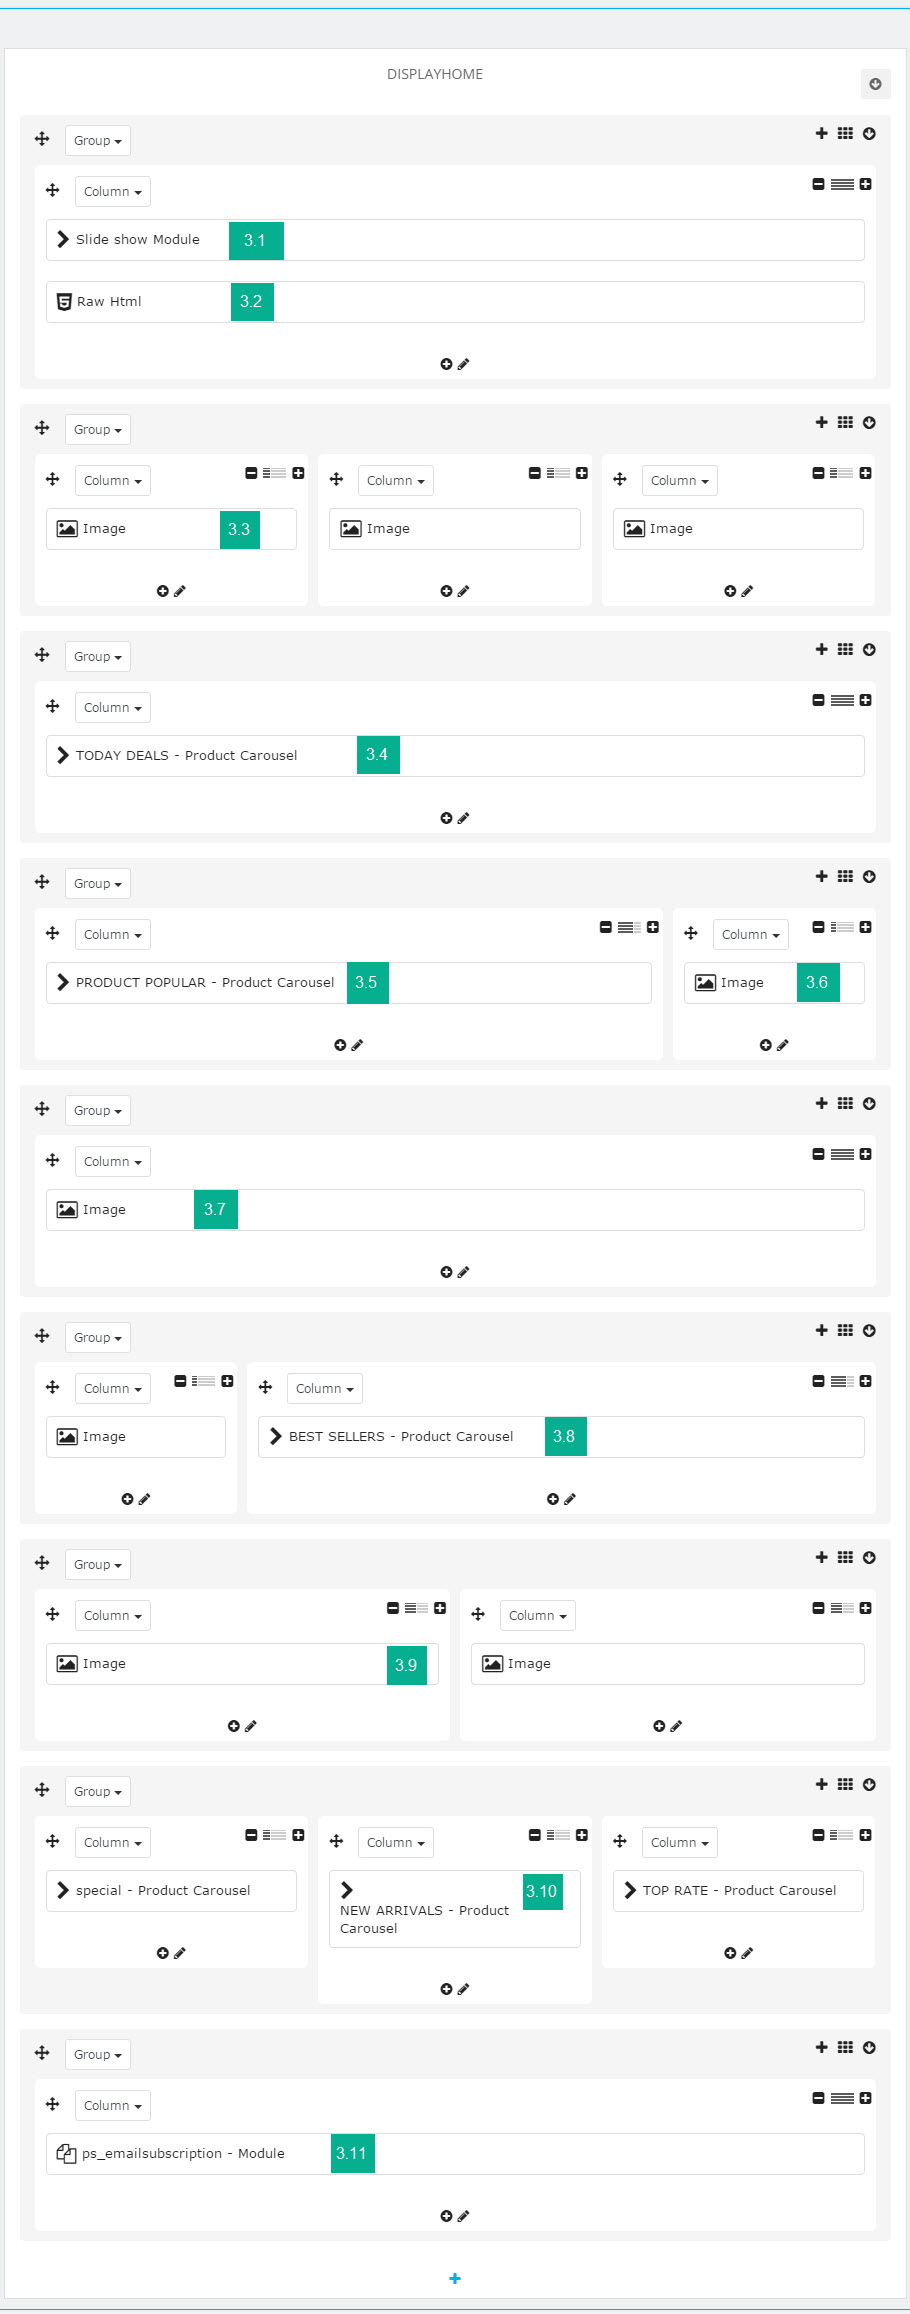 DISPLAYHOME
Group
Column
Slide show Module 3.1
Raw Html 3.2
Group
Column Column Column
Image 3.3 Image Image
Group
Column
TODAY DEALS - Product Carousel 3.4
Group
Column Column
PRODUCT POPULAR - Product Carousel 3.5 Image 3.6
Group
Column
Image 3.7
Group
Column Column
Image BEST SELLERS - Product Carousel 3.8
Group
Column Column
Image 3.9 Image
Group
Column Column Column
special - Product Carousel 3.10 TOP RATE - Product Carousel
NEW ARRIVALS - Product
Carousel
Group
Column
ps_emailsubscription - Module 3.11